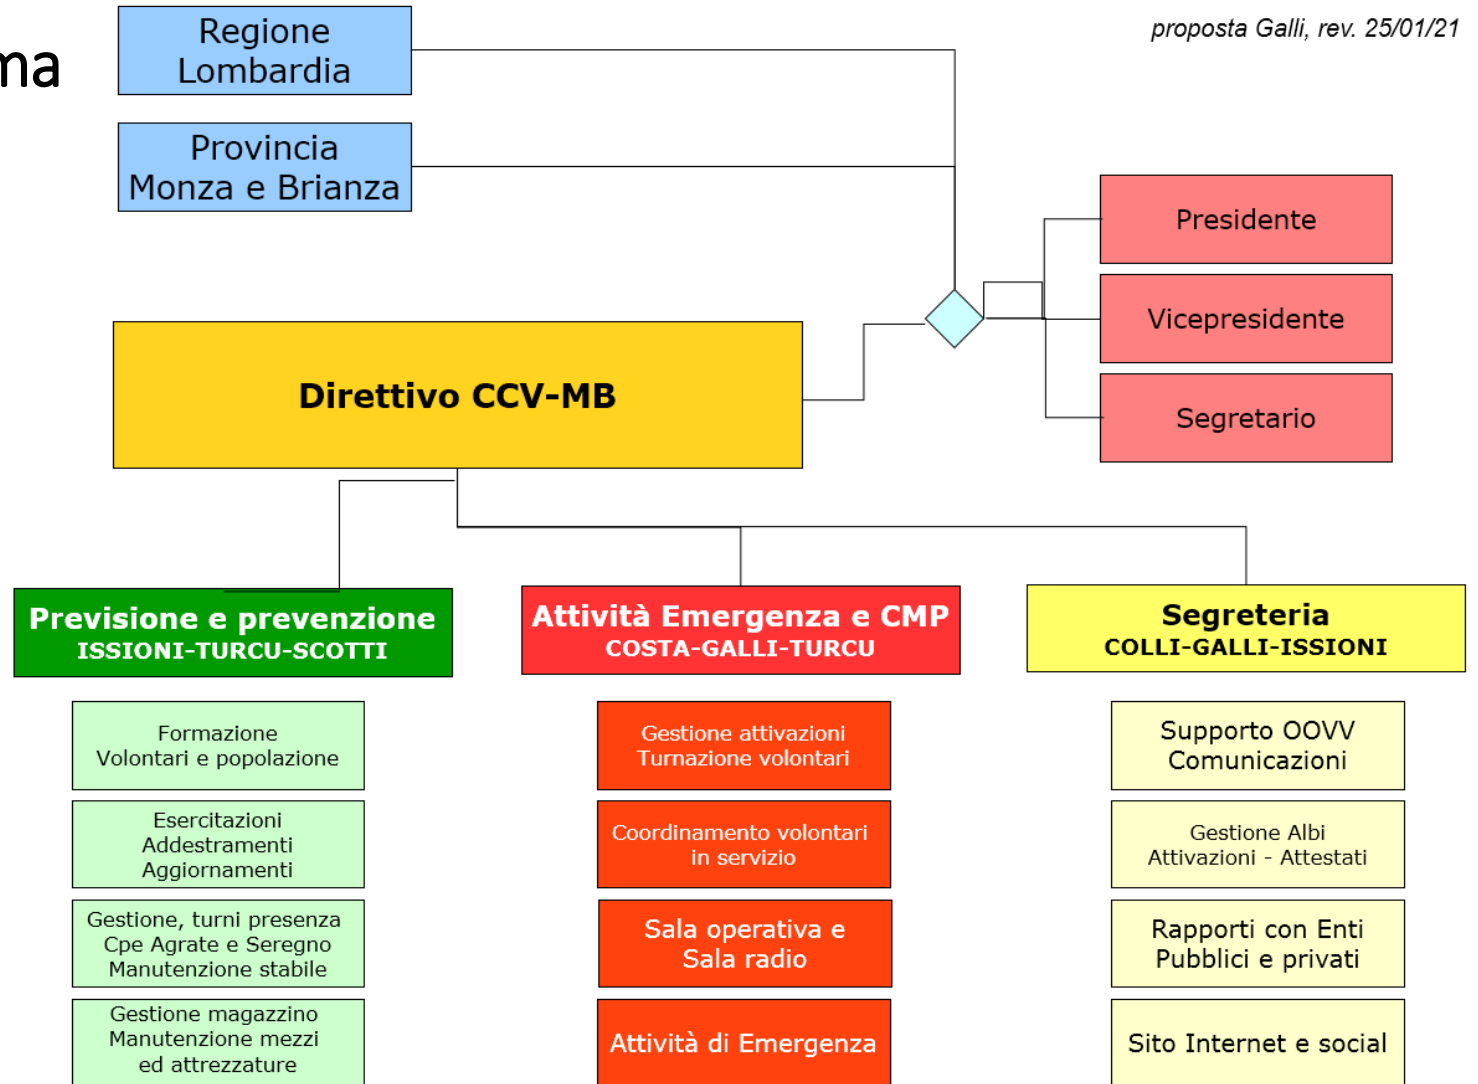 ma
proposta Galli, rev. 25/01/21
Regione
Lombardia
Provincia
Monza e Brianza
Presidente
Vicepresidente
Segretario
Direttivo CCV-MB
Previsione e prevenzione
ISSIONI-TURCU-SCOTTI
Formazione
Volontari e popolazione
Esercitazioni
Addestramenti
Aggiornamenti
Gestione, turni presenza
Cpe Agrate e Seregno
Manutenzione stabile
Gestione magazzino
Manutenzione mezzi
ed attrezzature
Attività Emergenza e CMP
COSTA-GALLI-TURCU
Gestione attivazioni
Turnazione volontari
Coordinamento volontari
in servizio
Sala operativa e
Sala radio
Attività di Emergenza
Segreteria
COLLI-GALLI-ISSIONI
Supporto OOVV
Comunicazioni
Gestione Albi
Attivazioni - Attestati
Rapporti con Enti
Pubblici e privati
Sito Internet e social